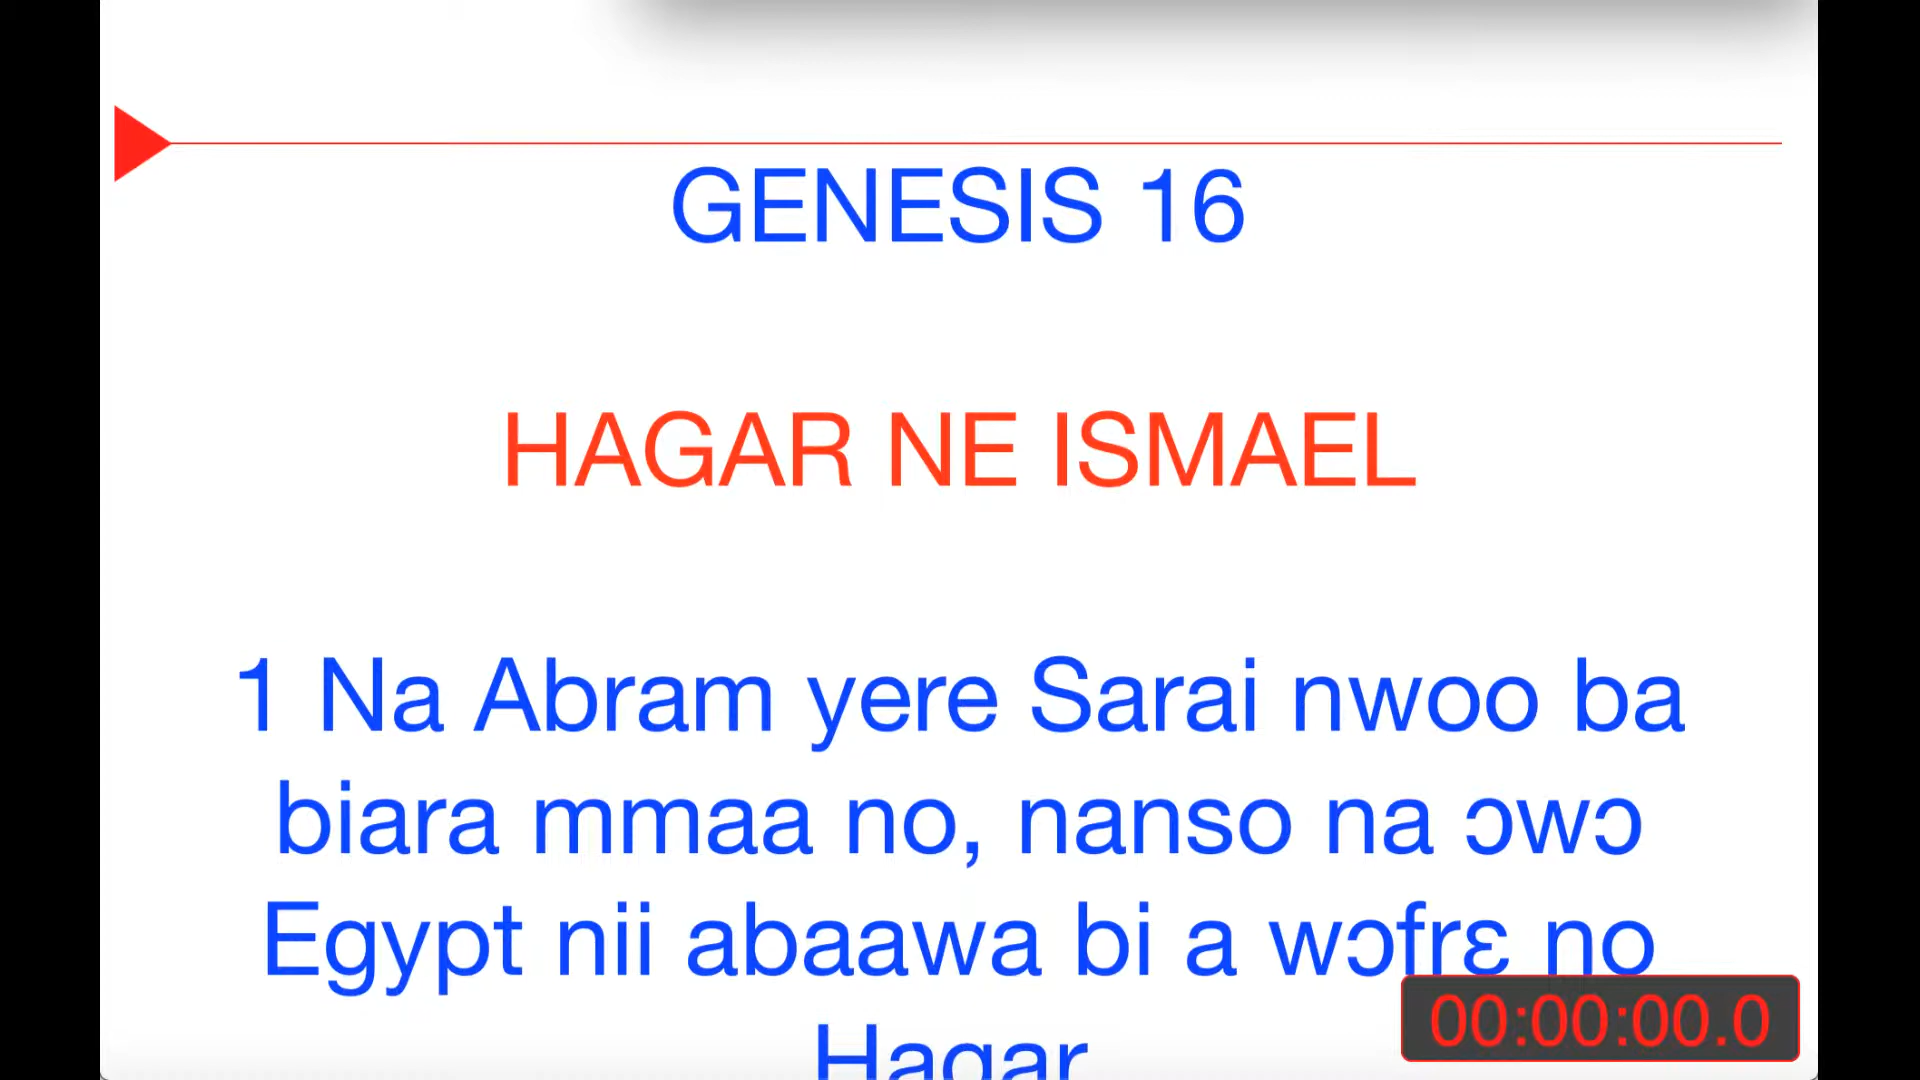 GENESIS 16
HAGAR NE ISMAEL
1 Na Abram yere Sarai nwoo ba
biara mmaa no, nanso na ɔwɔ
Egypt nii abaawa bi a wɔfrɛ no
Hagar
00:00:00.0